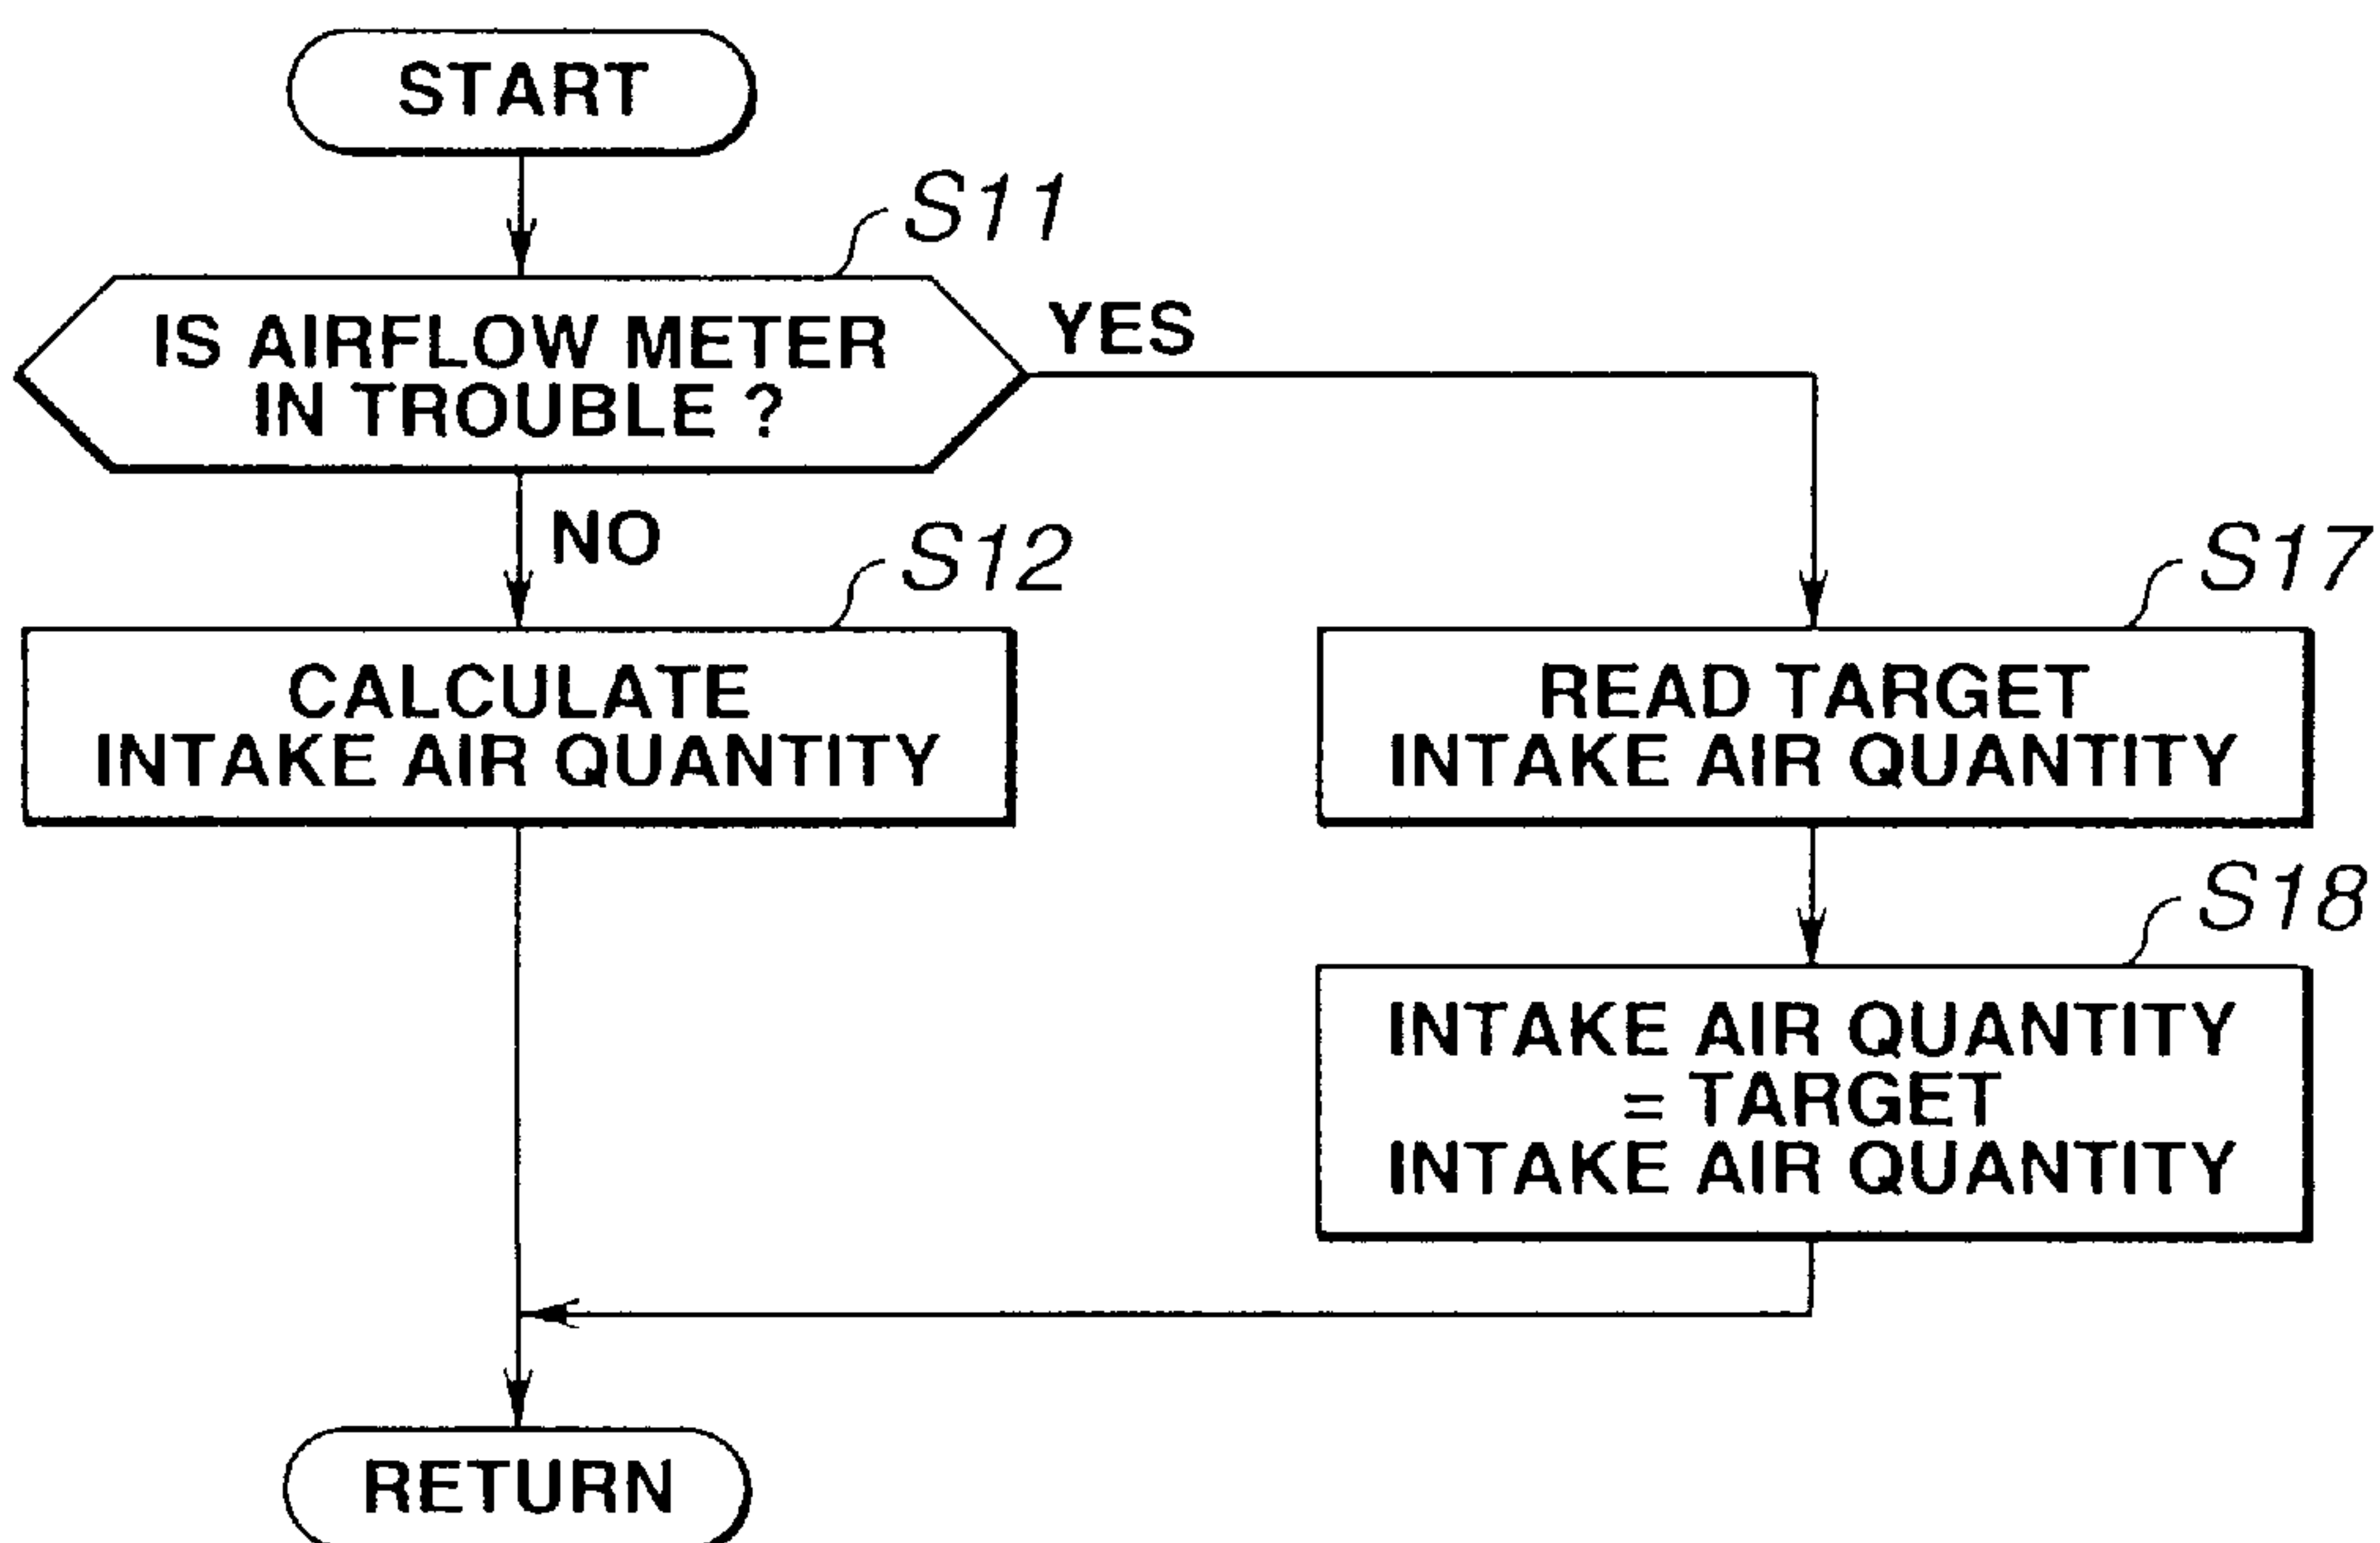 START
S11
IS AIRFLOW METER
IN TROUBLE ?
YES
NO
S12
CALCULATE
INTAKE AIR QUANTITY
S17
READ TARGET
INTAKE AIR QUANTITY
S18
INTAKE AIR QUANTITY
= TARGET
INTAKE AIR QUANTITY
RETURN